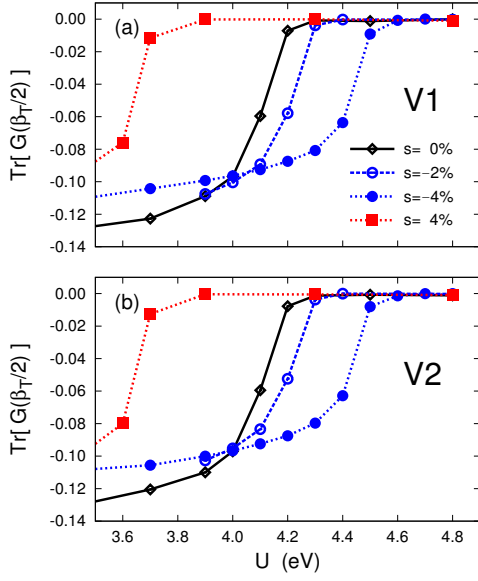 0.00
(a)
-0.02
V1
-0.04
Tr[ G(β_T/2) ]
-0.06
s= 0%
-0.08
s=−2%
-0.10
s=−4%
-0.12
s= 4%
-0.14
0.00
(b)
-0.02
V2
-0.04
Tr[ G(β_T/2) ]
-0.06
-0.08
-0.10
-0.12
-0.14
3.6 3.8 4.0 4.2 4.4 4.6 4.8
U (eV)